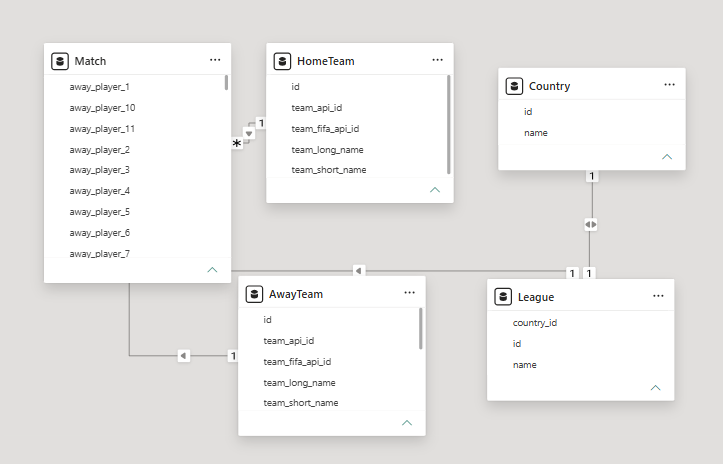 Match
away_player_1
away_player_10
away_player_11
away_player_2
away_player_3
away_player_4
away_player_5
away_player_6
away_player_7
HomeTeam
id
team_api_id
team_fifa_api_id
team_long_name
team_short_name
Country
id
name
1
*
1
1
1
1
AwayTeam
id
team_api_id
team_fifa_api_id
team_long_name
team_short_name
League
country_id
id
name